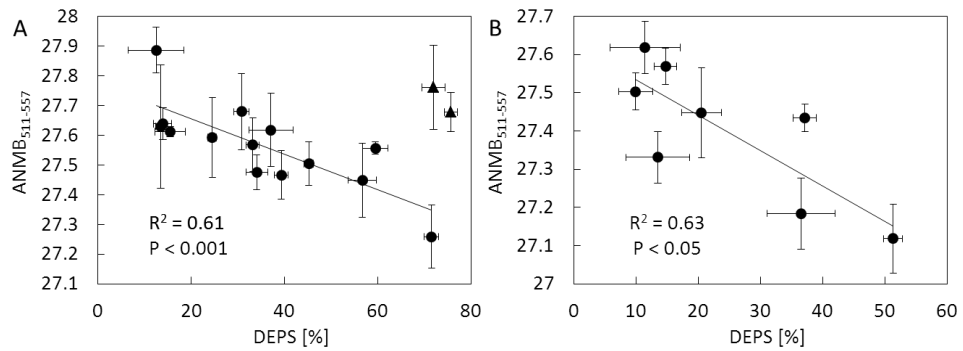 A
ANMB511-557
28
27.9
27.8
27.7
27.6
27.5
27.4
27.3
27.2
27.1
R2 = 0.61
P < 0.001
0 20 40 60 80
DEPS [%]
B
ANMB511-557
27.7
27.6
27.5
27.4
27.3
27.2
27.1
27
R2 = 0.63
P < 0.05
0 10 20 30 40 50 60
DEPS [%]